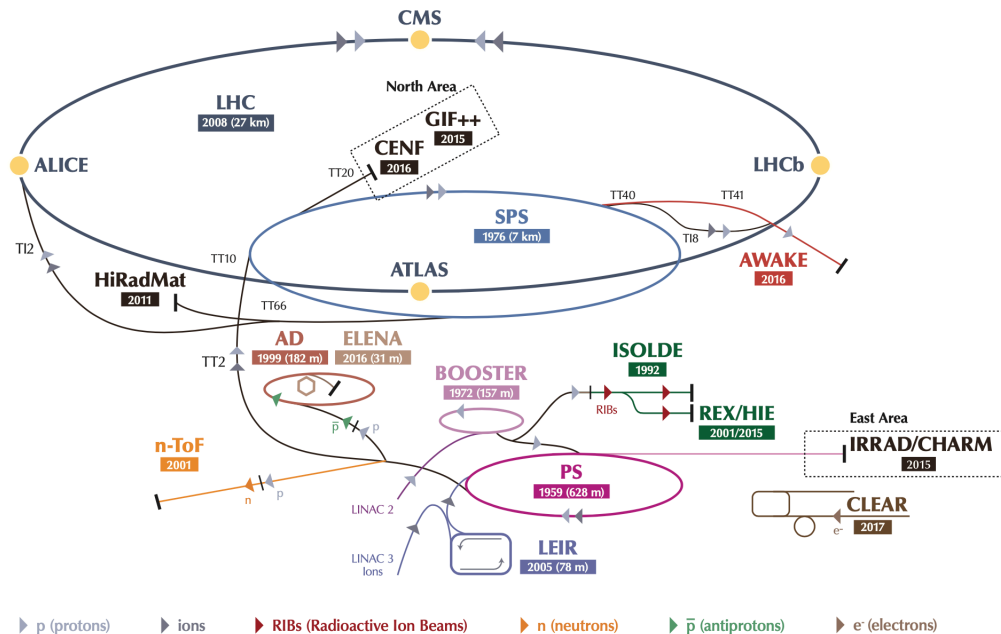 CMS
North Area
LHC
2008 (27 km)
GIF++
2015
CENF
2016
ALICE
LHCb
TT20
TT40
TT41
SPS
1976 (7 km)
TI8
TI2
TT10
AWAKE
2016
ATLAS
HiRadMat
2011
TT66
AD
1999 (182 m)
ELENA
2016 (31 m)
TT2
ISOLDE
1992
BOOSTER
1972 (157 m)
RIBs
REX/HIE
2001/2015
East Area
p̅
p
IRRAD/CHARM
2015
n-ToF
2001
PS
1959 (628 m)
n
p
LINAC 2
CLEAR
2017
e-
LINAC 3
Ions
LEIR
2005 (78 m)
p (protons)
ions
RIBs (Radioactive Ion Beams)
n (neutrons)
p̅ (antiprotons)
e- (electrons)